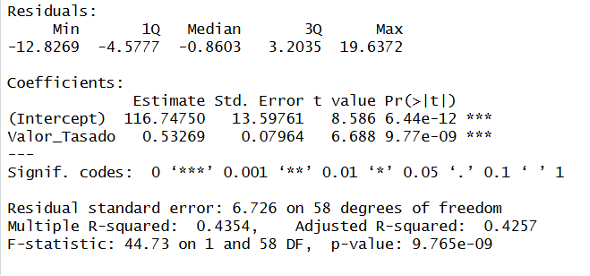 Residuals:
     Min       1Q   Median       3Q      Max
-12.8269  -4.5777  -0.8603   3.2035  19.6372
Coefficients:
             Estimate Std. Error t value Pr(>|t|)
(Intercept) 116.74750   13.59761   8.586 6.44e-12 ***
Valor_Tasado  0.53269    0.07964   6.688 9.77e-09 ***
---
Signif. codes:  0 ‘***’ 0.001 ‘**’ 0.01 ‘*’ 0.05 ‘.’ 0.1 ‘ ’ 1
Residual standard error: 6.726 on 58 degrees of freedom
Multiple R-squared:  0.4354,    Adjusted R-squared:  0.4257
F-statistic: 44.73 on 1 and 58 DF,  p-value: 9.765e-09